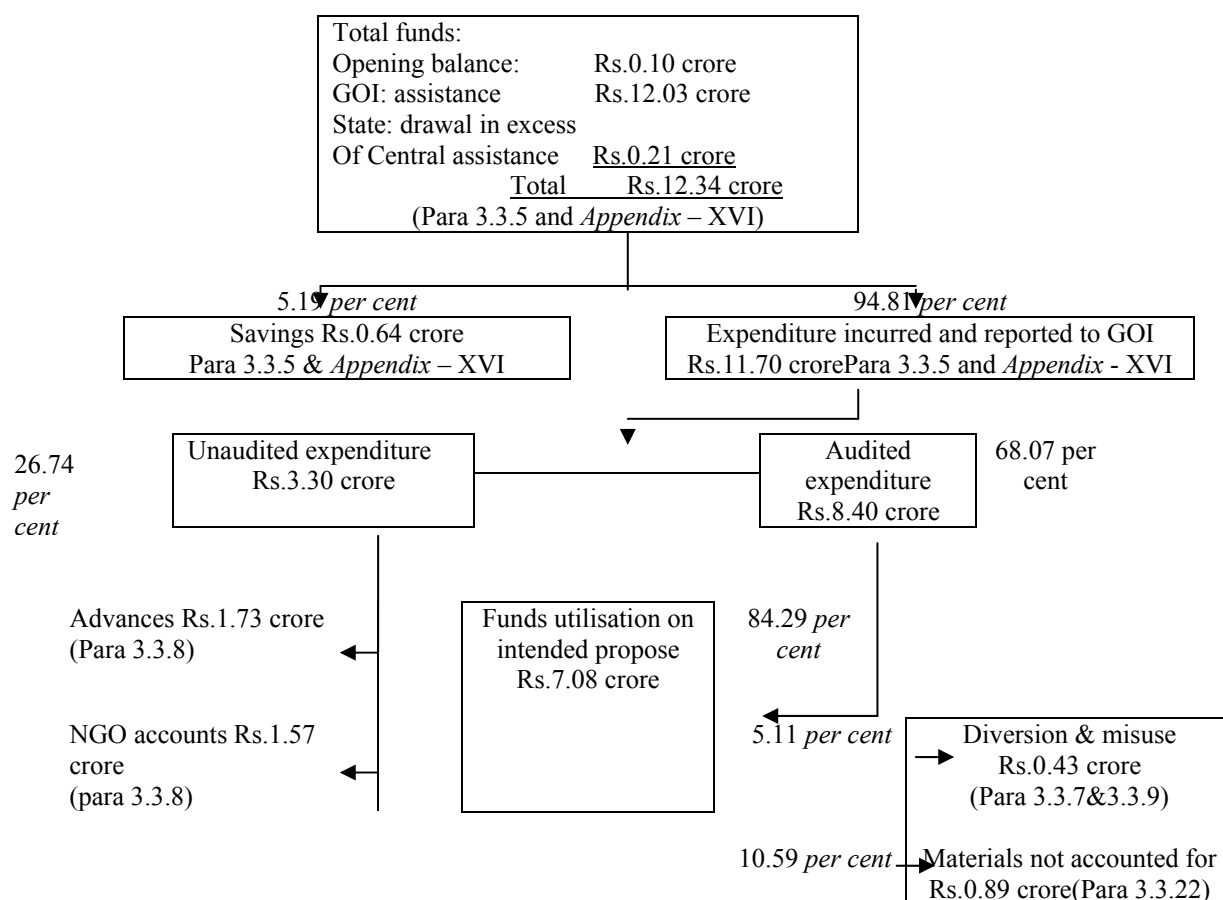 Total funds:
Opening balance: Rs.0.10 crore
GOI: assistance Rs.12.03 crore
State: drawal in excess
Of Central assistance Rs.0.21 crore
Total Rs.12.34 crore
(Para 3.3.5 and Appendix – XVI)
5.19 per cent
94.81 per cent
Savings Rs.0.64 crore
Para 3.3.5 & Appendix – XVI
Expenditure incurred and reported to GOI
Rs.11.70 crorePara 3.3.5 and Appendix - XVI
26.74
per
cent
Unaudited expenditure
Rs.3.30 crore
Audited
expenditure
Rs.8.40 crore
68.07 per
cent
Advances Rs.1.73 crore
(Para 3.3.8)
NGO accounts Rs.1.57
crore
(para 3.3.8)
Funds utilisation on
intended propose
Rs.7.08 crore
84.29 per
cent
5.11 per cent
Diversion & misuse
Rs.0.43 crore
(Para 3.3.7&3.3.9)
10.59 per cent
Materials not accounted for
Rs.0.89 crore(Para 3.3.22)